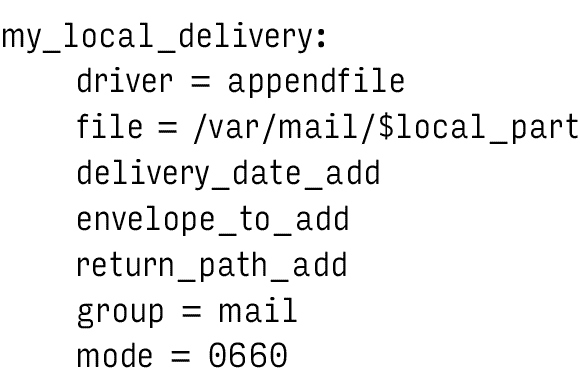 my_local_delivery:
    driver = appendfile
    file = /var/mail/$local_part
    delivery_date_add
    envelope_to_add
    return_path_add
    group = mail
    mode = 0660